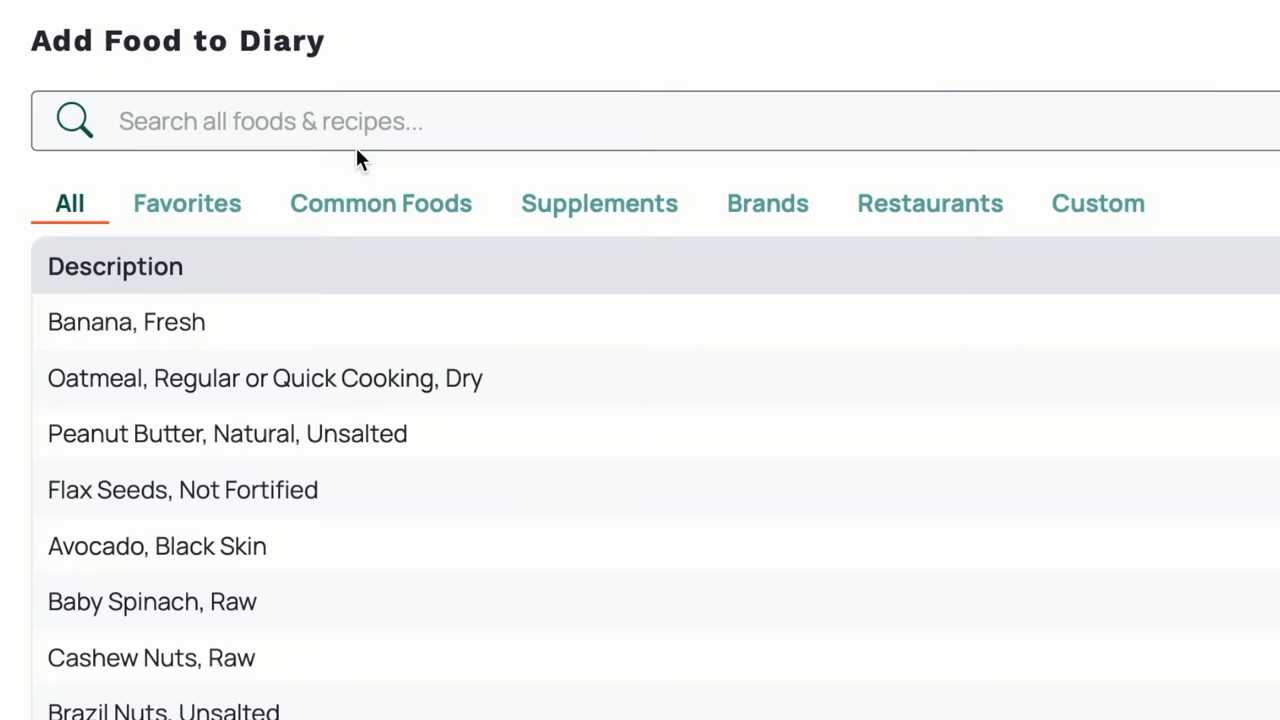 Add Food to Diary
Search all foods & recipes...
All Favorites Common Foods Supplements Brands Restaurants Custom
Description
Banana, Fresh
Oatmeal, Regular or Quick Cooking, Dry
Peanut Butter, Natural, Unsalted
Flax Seeds, Not Fortified
Avocado, Black Skin
Baby Spinach, Raw
Cashew Nuts, Raw
Brazil Nuts, Unsalted